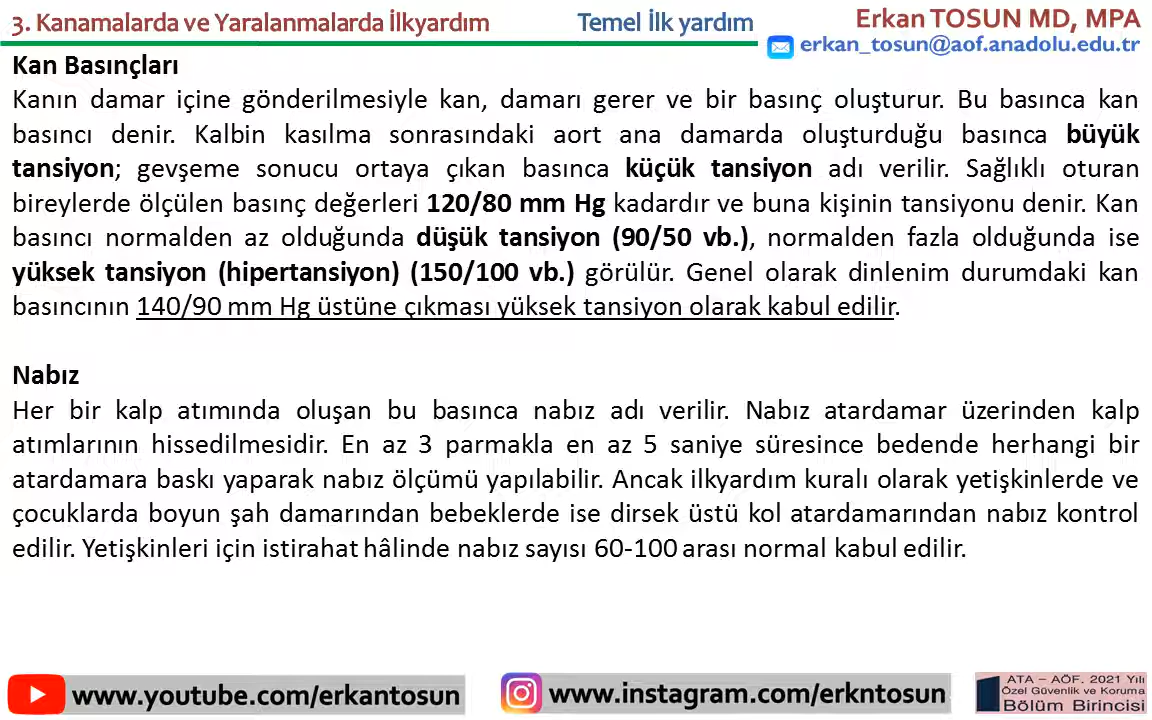 3. Kanamalarda ve Yaralanmalarda İlkyardım
Temel İlk yardım
Erkan TOSUN MD, MPA
erkan_tosun@aof.anadolu.edu.tr
Kan Basınçları
Kanın damar içine gönderilmesiyle kan, damarı gerer ve bir basınç oluşturur. Bu basınca kan
basıncı denir. Kalbin kasılma sonrasındaki aort ana damarda oluşturduğu basınca büyük
tansiyon; gevşeme sonucu ortaya çıkan basınca küçük tansiyon adı verilir. Sağlıklı oturan
bireylerde ölçülen basınç değerleri 120/80 mm Hg kadardır ve buna kişinin tansiyonu denir. Kan
basıncı normalden az olduğunda düşük tansiyon (90/50 vb.), normalden fazla olduğunda ise
yüksek tansiyon (hipertansiyon) (150/100 vb.) görülür. Genel olarak dinlenim durumdaki kan
basıncının 140/90 mm Hg üstüne çıkması yüksek tansiyon olarak kabul edilir.
Nabız
Her bir kalp atımında oluşan bu basınca nabız adı verilir. Nabız atardamar üzerinden kalp
atımlarının hissedilmesidir. En az 3 parmakla en az 5 saniye süresince bedende herhangi bir
atardamara baskı yaparak nabız ölçümü yapılabilir. Ancak ilkyardım kuralı olarak yetişkinlerde ve
çocuklarda boyun şah damarından bebeklerde ise dirsek üstü kol atardamarından nabız kontrol
edilir. Yetişkinleri için istirahat hâlinde nabız sayısı 60-100 arası normal kabul edilir.
www.youtube.com/erkantosun
www.instagram.com/erkntosun
ATA – AÖF. 2021 Yılı
Özel Güvenlik ve Koruma
Bölüm Birincisi